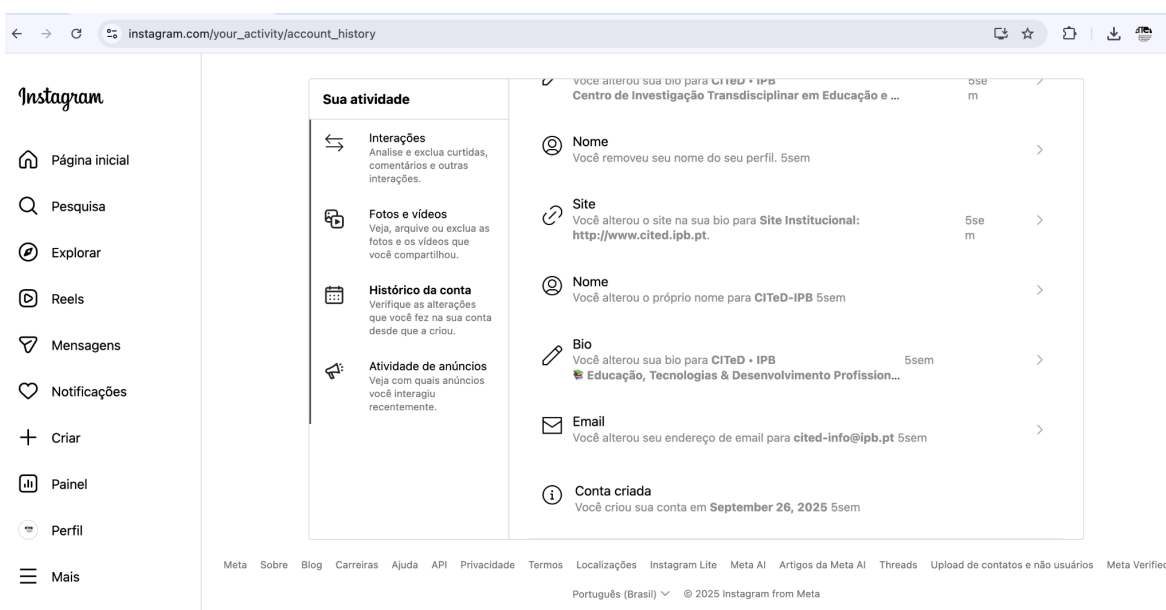 instagram.com/your_activity/account_history
Instagram
Página inicial
Pesquisa
Explorar
Reels
Mensagens
Notificações
Criar
Painel
Perfil
Mais
Sua atividade
Interações
Analise e exclua curtidas,
comentários e outras
interações.
Fotos e vídeos
Veja, arquive ou exclua as
fotos e os vídeos que
você compartilhou.
Histórico da conta
Verifique as alterações
que você fez na sua conta
desde que a criou.
Atividade de anúncios
Veja com quais anúncios
você interagiu
recentemente.
Você alterou sua bio para CITeD • IPB 5se
Centro de Investigação Transdisciplinar em Educação e ... m
Nome
Você removeu seu nome do seu perfil. 5sem
Site
Você alterou o site na sua bio para Site Institucional: 5se
http://www.cited.ipb.pt. m
Nome
Você alterou o próprio nome para CITeD-IPB 5sem
Bio
Você alterou sua bio para CITeD • IPB 5sem
📚 Educação, Tecnologias & Desenvolvimento Profission...
Email
Você alterou seu endereço de email para cited-info@ipb.pt 5sem
Conta criada
Você criou sua conta em September 26, 2025 5sem
Meta Sobre Blog Carreiras Ajuda API Privacidade Termos Localizações Instagram Lite Meta AI Artigos da Meta AI Threads Upload de contatos e não usuários Meta Verified
Português (Brasil) © 2025 Instagram from Meta